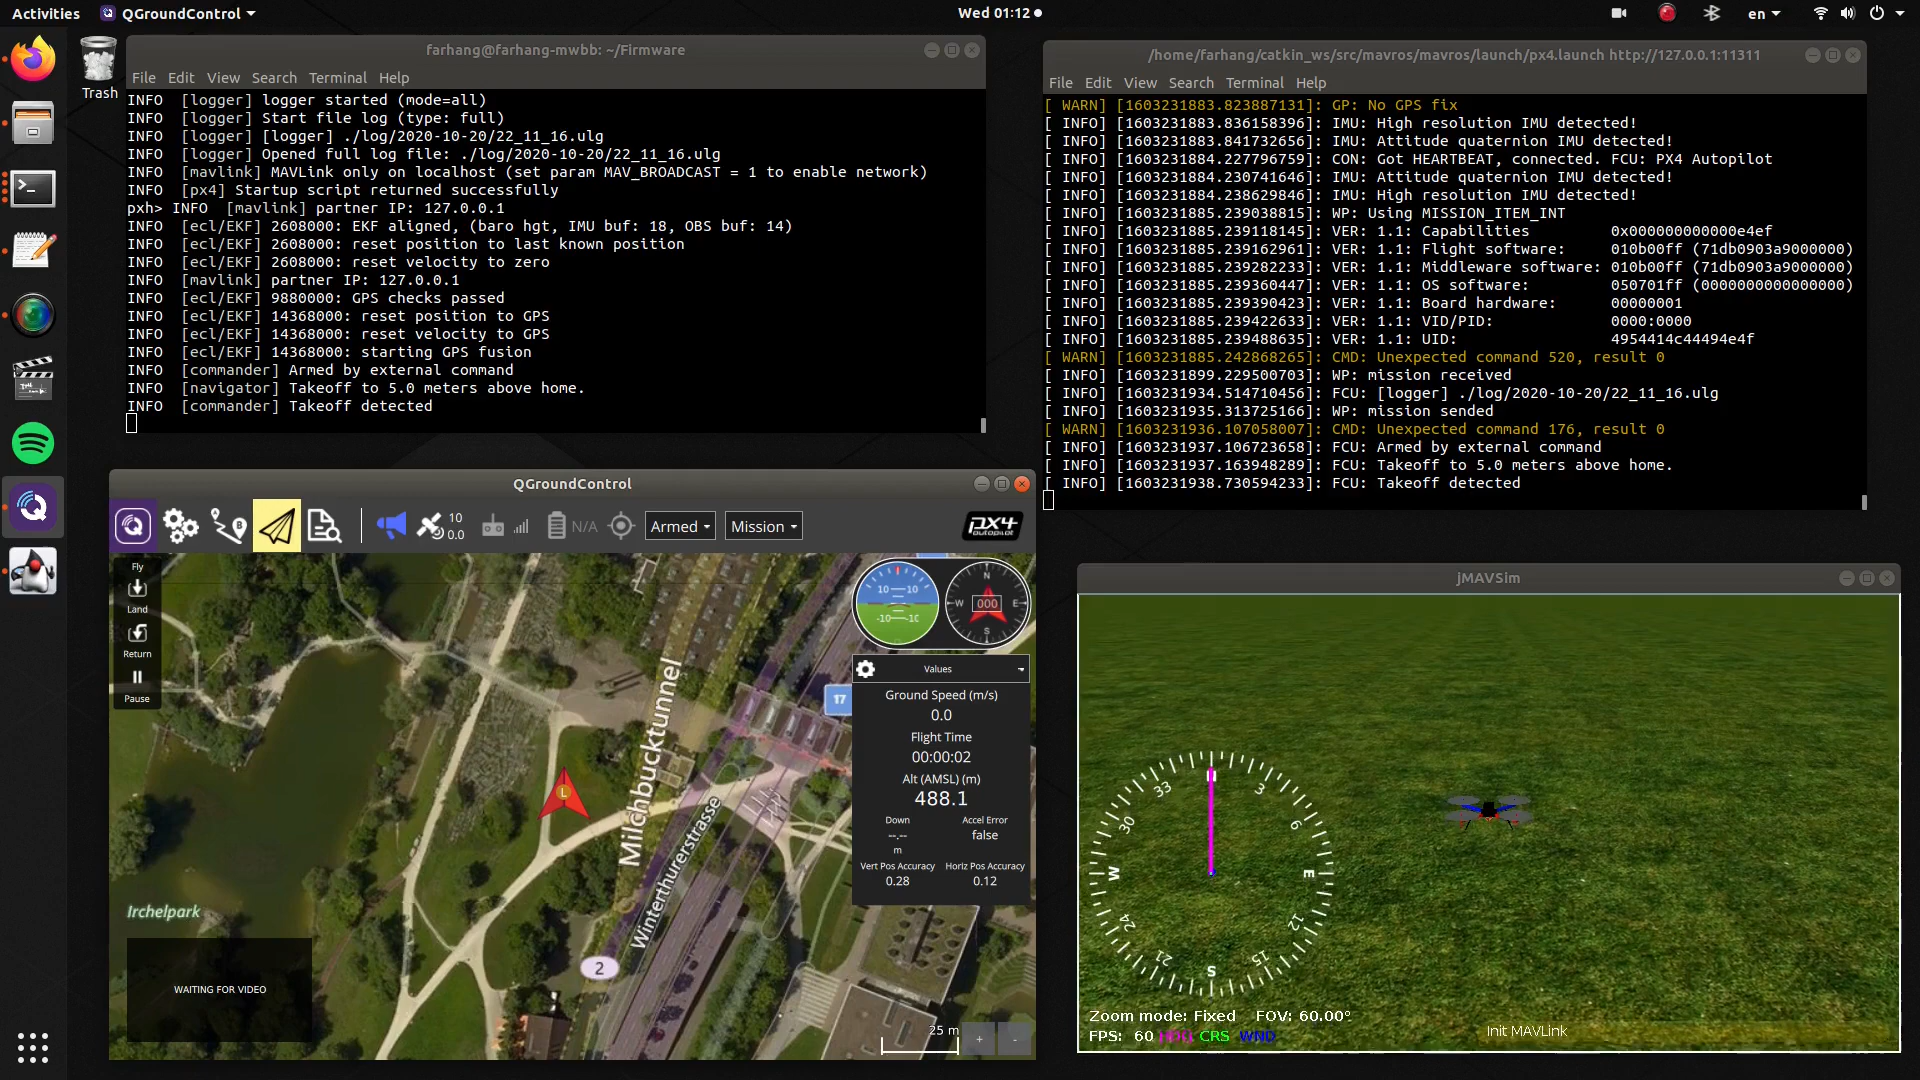 Activities
QGroundControl
Wed 01:12
en
Trash
farhang@farhang-mwbb: ~/Firmware
File Edit View Search Terminal Help
INFO [logger] logger started (mode=all)
INFO [logger] Start file log (type: full)
INFO [logger] [logger] ./log/2020-10-20/22_11_16.ulg
INFO [logger] Opened full log file: ./log/2020-10-20/22_11_16.ulg
INFO [mavlink] MAVLink only on localhost (set param MAV_BROADCAST = 1 to enable network)
INFO [px4] Startup script returned successfully
pxh> INFO [mavlink] partner IP: 127.0.0.1
INFO [ecl/EKF] 2608000: EKF aligned, (baro hgt, IMU buf: 18, OBS buf: 14)
INFO [ecl/EKF] 2608000: reset position to last known position
INFO [ecl/EKF] 2608000: reset velocity to zero
INFO [mavlink] partner IP: 127.0.0.1
INFO [ecl/EKF] 9880000: GPS checks passed
INFO [ecl/EKF] 14368000: reset position to GPS
INFO [ecl/EKF] 14368000: reset velocity to GPS
INFO [ecl/EKF] 14368000: starting GPS fusion
INFO [commander] Armed by external command
INFO [navigator] Takeoff to 5.0 meters above home.
INFO [commander] Takeoff detected
/home/farhang/catkin_ws/src/mavros/mavros/launch/px4.launch http://127.0.0.1:11311
File Edit View Search Terminal Help
[ WARN] [1603231883.823887131]: GP: No GPS fix
[ INFO] [1603231883.836158396]: IMU: High resolution IMU detected!
[ INFO] [1603231883.841732656]: IMU: Attitude quaternion IMU detected!
[ INFO] [1603231884.227796759]: CON: Got HEARTBEAT, connected. FCU: PX4 Autopilot
[ INFO] [1603231884.230741646]: IMU: Attitude quaternion IMU detected!
[ INFO] [1603231884.238629846]: IMU: High resolution IMU detected!
[ INFO] [1603231885.239038815]: WP: Using MISSION_ITEM_INT
[ INFO] [1603231885.239118145]: VER: 1.1: Capabilities 0x000000000000e4ef
[ INFO] [1603231885.239162961]: VER: 1.1: Flight software: 010b00ff (71db0903a9000000)
[ INFO] [1603231885.239282233]: VER: 1.1: Middleware software: 010b00ff (71db0903a9000000)
[ INFO] [1603231885.239360447]: VER: 1.1: OS software: 050701ff (0000000000000000)
[ INFO] [1603231885.239390423]: VER: 1.1: Board hardware: 00000001
[ INFO] [1603231885.239422633]: VER: 1.1: VID/PID: 0000:0000
[ INFO] [1603231885.239488635]: VER: 1.1: UID: 4954414c44494e4f
[ WARN] [1603231885.242868265]: CMD: Unexpected command 520, result 0
[ INFO] [1603231899.229500703]: WP: mission received
[ INFO] [1603231934.514710456]: FCU: [logger] ./log/2020-10-20/22_11_16.ulg
[ INFO] [1603231935.313725166]: WP: mission sended
[ WARN] [1603231936.107058007]: CMD: Unexpected command 176, result 0
[ INFO] [1603231937.106723658]: FCU: Armed by external command
[ INFO] [1603231937.163948289]: FCU: Takeoff to 5.0 meters above home.
[ INFO] [1603231938.730594233]: FCU: Takeoff detected
QGroundControl
10
0.0
N/A
Armed
Mission
PX4
autopilot
Fly
Land
Return
Pause
10 10
-10 -10
N
W 000 E
S
Values
Ground Speed (m/s)
0.0
Flight Time
00:00:02
Alt (AMSL) (m)
488.1
Down Accel Error
--.-- false
m
Vert Pos Accuracy Horiz Pos Accuracy
0.28 0.12
17
Milchbucktunnel
Winterthurerstrasse
L
Irchelpark
2
WAITING FOR VIDEO
25 m
+ -
jMAVSim
33 3
30 6
W E
24 12
21 S 15
Zoom mode: Fixed FOV: 60.00°
FPS: 60 HUD CRS WND
Init MAVLink